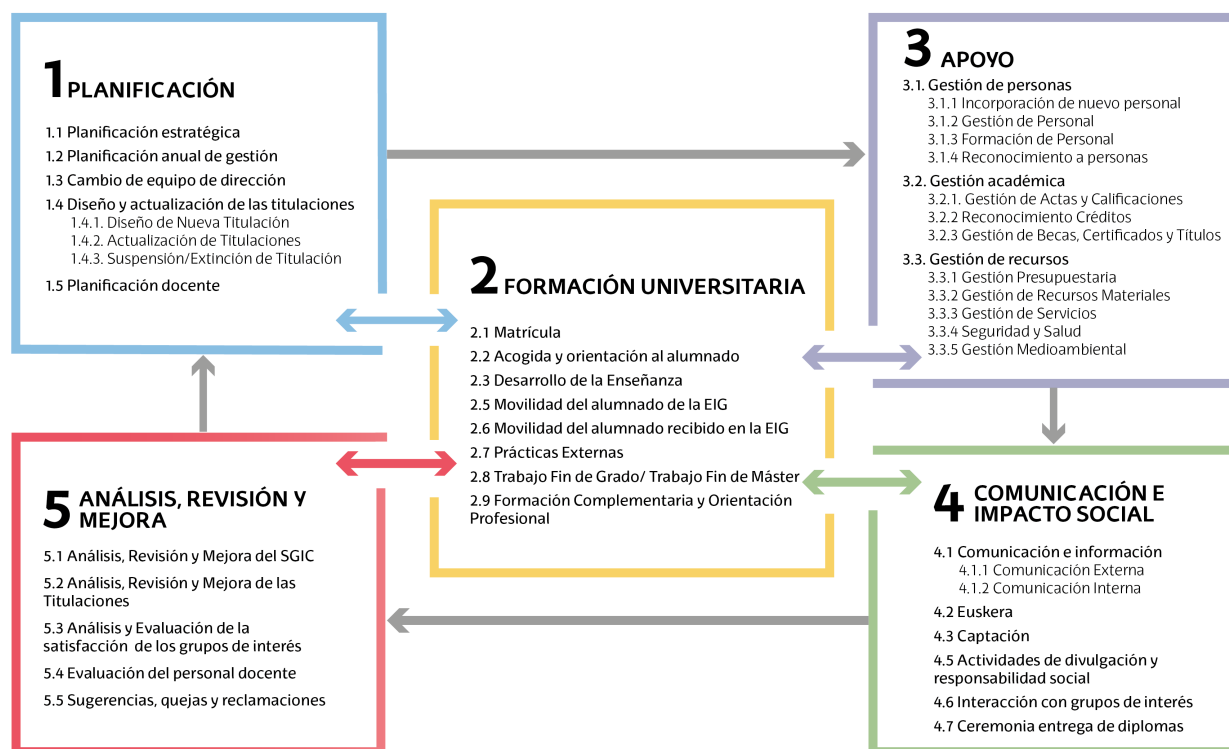 1 PLANIFICACIÓN
1.1 Planificación estratégica
1.2 Planificación anual de gestión
1.3 Cambio de equipo de dirección
1.4 Diseño y actualización de las titulaciones
1.4.1. Diseño de Nueva Titulación
1.4.2. Actualización de Titulaciones
1.4.3. Suspensión/Extinción de Titulación
1.5 Planificación docente
2 FORMACIÓN UNIVERSITARIA
2.1 Matrícula
2.2 Acogida y orientación al alumnado
2.3 Desarrollo de la Enseñanza
2.5 Movilidad del alumnado de la EIG
2.6 Movilidad del alumnado recibido en la EIG
2.7 Prácticas Externas
2.8 Trabajo Fin de Grado/ Trabajo Fin de Máster
2.9 Formación Complementaria y Orientación
Profesional
3 APOYO
3.1. Gestión de personas
3.1.1 Incorporación de nuevo personal
3.1.2 Gestión de Personal
3.1.3 Formación de Personal
3.1.4 Reconocimiento a personas
3.2. Gestión académica
3.2.1. Gestión de Actas y Calificaciones
3.2.2 Reconocimiento Créditos
3.2.3 Gestión de Becas, Certificados y Títulos
3.3. Gestión de recursos
3.3.1 Gestión Presupuestaria
3.3.2 Gestión de Recursos Materiales
3.3.3 Gestión de Servicios
3.3.4 Seguridad y Salud
3.3.5 Gestión Medioambiental
4 COMUNICACIÓN E
IMPACTO SOCIAL
4.1 Comunicación e información
4.1.1 Comunicación Externa
4.1.2 Comunicación Interna
4.2 Euskera
4.3 Captación
4.5 Actividades de divulgación y
responsabilidad social
4.6 Interacción con grupos de interés
4.7 Ceremonia entrega de diplomas
5 ANÁLISIS, REVISIÓN Y
MEJORA
5.1 Análisis, Revisión y Mejora del SGIC
5.2 Análisis, Revisión y Mejora de las
Titulaciones
5.3 Análisis y Evaluación de la
satisfacción de los grupos de interés
5.4 Evaluación del personal docente
5.5 Sugerencias, quejas y reclamaciones